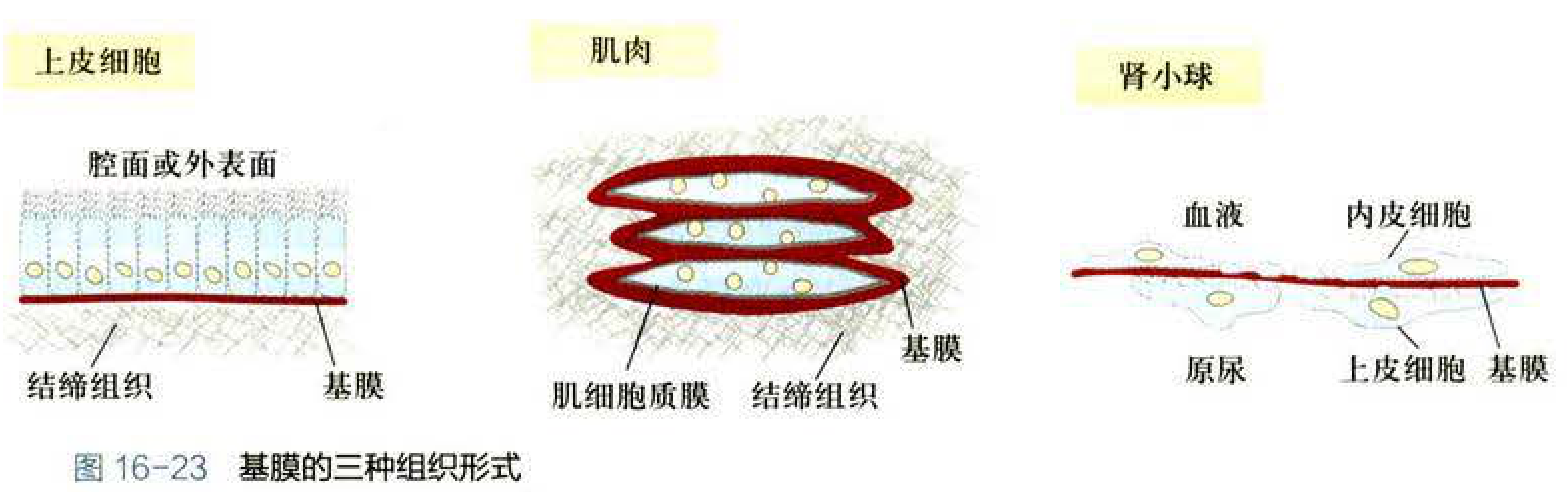 上皮细胞
腔面或外表面
结缔组织
基膜
肌肉
基膜
肌细胞质膜
结缔组织
肾小球
血液
内皮细胞
原尿
上皮细胞
基膜
图 16-23 基膜的三种组织形式